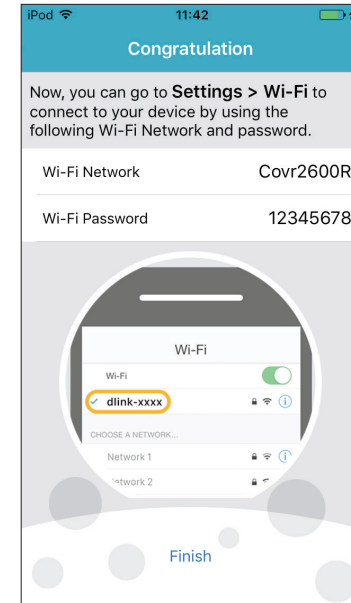 iPod 11:42
Congratulation
Now, you can go to Settings > Wi-Fi to
connect to your device by using the
following Wi-Fi Network and password.
Wi-Fi Network Covr2600R
Wi-Fi Password 12345678
Wi-Fi
Wi-Fi
✓ dlink-xxxx
CHOOSE A NETWORK...
Network 1
Network 2
Finish